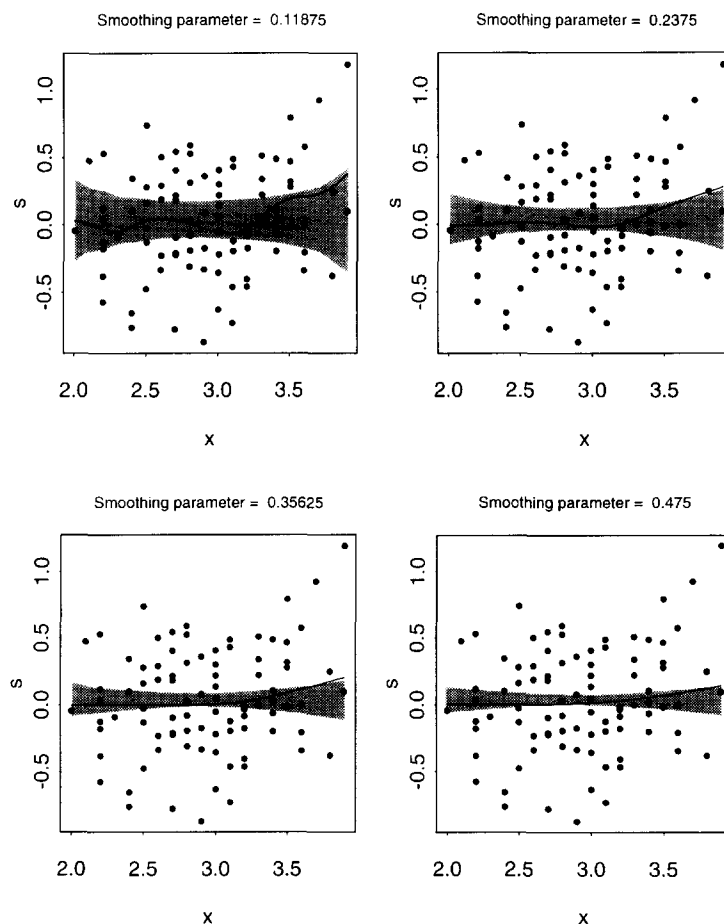 Smoothing parameter = 0.11875
s
1.0
0.5
0.0
-0.5
2.0 2.5 3.0 3.5
x
Smoothing parameter = 0.2375
s
1.0
0.5
0.0
-0.5
2.0 2.5 3.0 3.5
x
Smoothing parameter = 0.35625
s
1.0
0.5
0.0
-0.5
2.0 2.5 3.0 3.5
x
Smoothing parameter = 0.475
s
1.0
0.5
0.0
-0.5
2.0 2.5 3.0 3.5
x